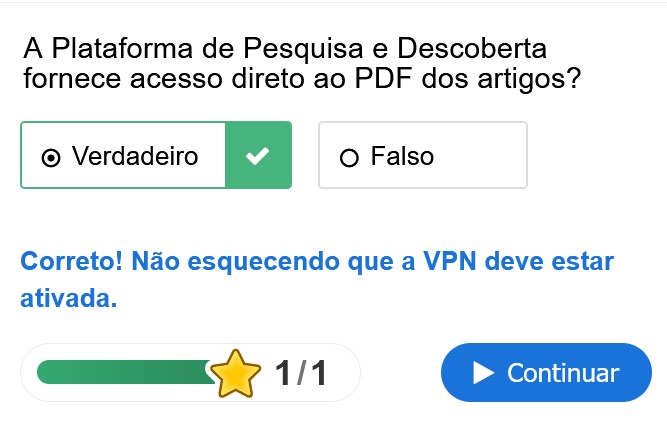 A Plataforma de Pesquisa e Descoberta
fornece acesso direto ao PDF dos artigos?
Verdadeiro
Falso
Correto! Não esquecendo que a VPN deve estar
ativada.
1/1
Continuar